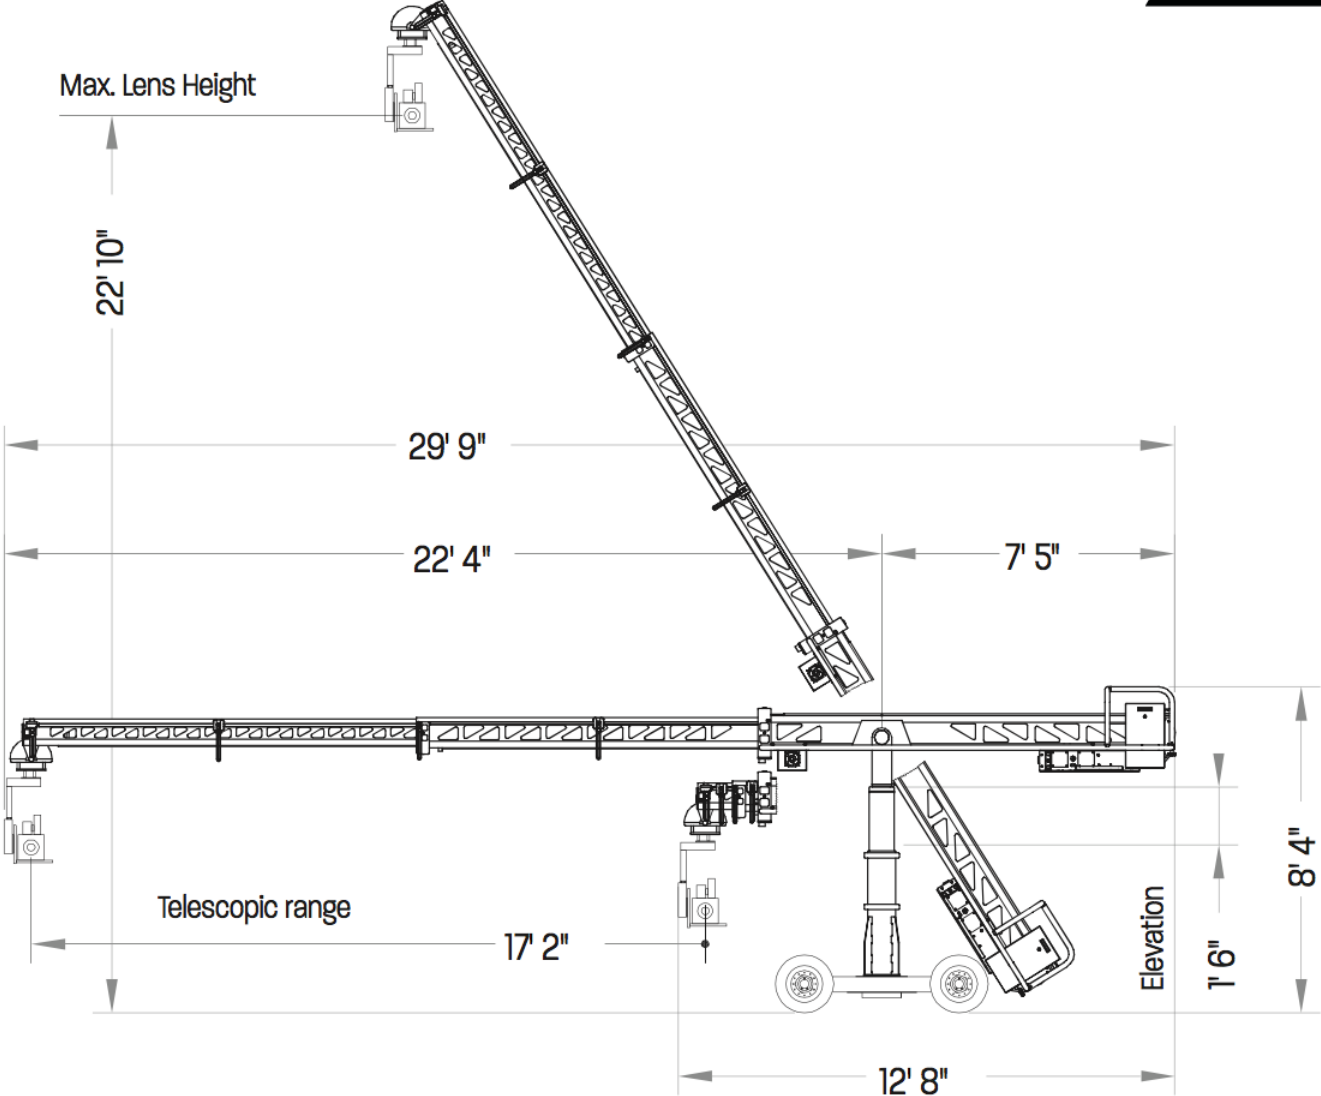 Max. Lens Height
22' 10"
29' 9"
22' 4"
7' 5"
Telescopic range
17' 2"
Elevation
1' 6"
8' 4"
12' 8"